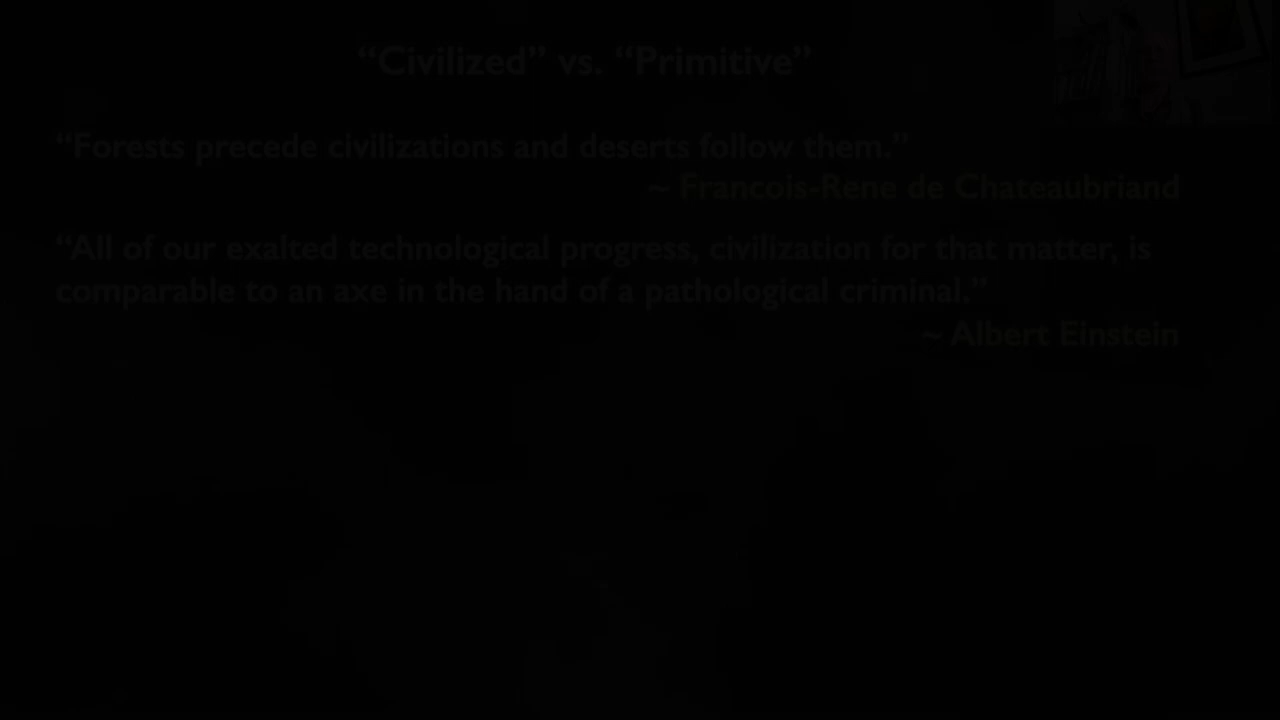 “Civilized” vs. “Primitive”
“Forests precede civilizations and deserts follow them.”
~ Francois-Rene de Chateaubriand
“All of our exalted technological progress, civilization for that matter, is
comparable to an axe in the hand of a pathological criminal.”
~ Albert Einstein